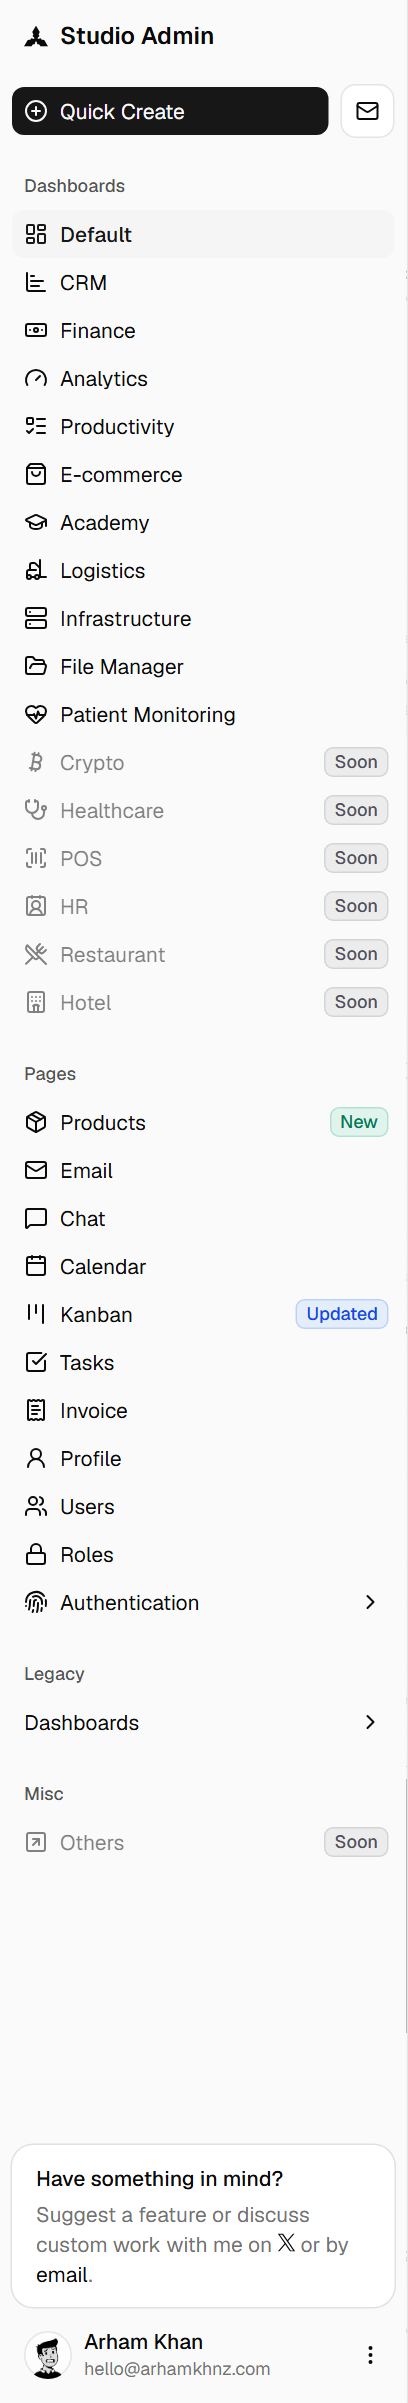 Studio Admin
Quick Create
Dashboards
Default
CRM
Finance
Analytics
Productivity
E-commerce
Academy
Logistics
Infrastructure
File Manager
Patient Monitoring
Crypto Soon
Healthcare Soon
POS Soon
HR Soon
Restaurant Soon
Hotel Soon
Pages
Products New
Email
Chat
Calendar
Kanban Updated
Tasks
Invoice
Profile
Users
Roles
Authentication
Legacy
Dashboards
Misc
Others Soon
Have something in mind?
Suggest a feature or discuss
custom work with me on 𝕏 or by
email.
Arham Khan
hello@arhamkhnz.com